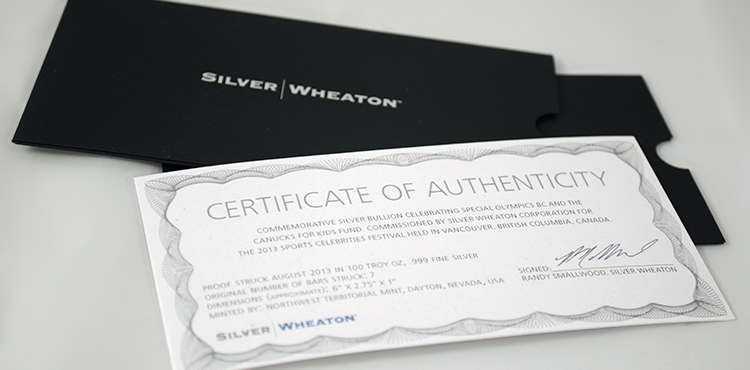 SILVER | WHEATON™
CERTIFICATE OF AUTHENTICITY
COMMEMORATIVE SILVER BULLION CELEBRATING SPECIAL OLYMPICS BC AND THE
CANUCKS FOR KIDS FUND. COMMISSIONED BY SILVER WHEATON CORPORATION FOR
THE 2013 SPORTS CELEBRITIES FESTIVAL HELD IN VANCOUVER, BRITISH COLUMBIA, CANADA.
PROOF STRUCK AUGUST 2013 IN 100 TROY OZ, .999 FINE SILVER
ORIGINAL NUMBER OF BARS STRUCK: 7
DIMENSIONS (APPROXIMATE): 6" X 2.75" X 1"
MINTED BY: NORTHWEST TERRITORIAL MINT, DAYTON, NEVADA, USA
SIGNED
RANDY SMALLWOOD, SILVER WHEATON
SILVER | WHEATON™